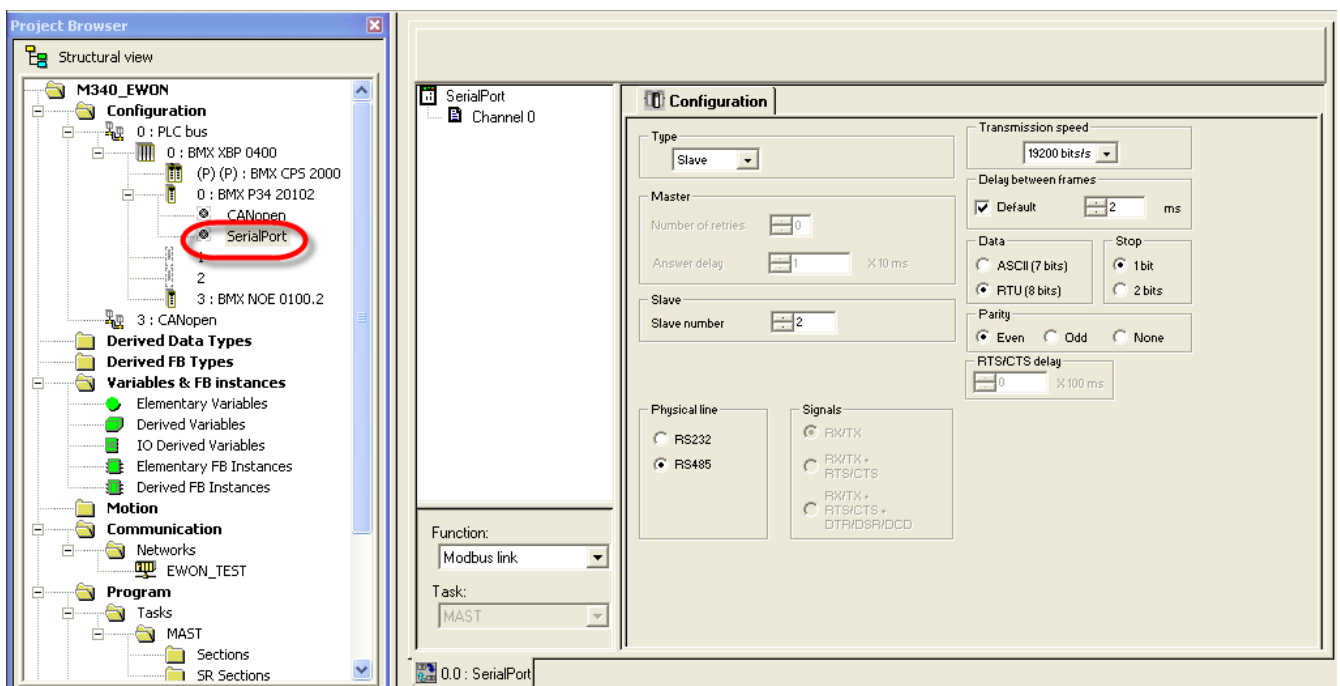 Project Browser
Structural view
M340_EWON
Configuration
0 : PLC bus
0 : BMX XBP 0400
(P) (P) : BMX CPS 2000
0 : BMX P34 20102
CANopen
SerialPort
1
2
3 : BMX NOE 0100.2
3 : CANopen
Derived Data Types
Derived FB Types
Variables & FB instances
Elementary Variables
Derived Variables
IO Derived Variables
Elementary FB Instances
Derived FB Instances
Motion
Communication
Networks
EWON_TEST
Program
Tasks
MAST
Sections
SR Sections
SerialPort
Channel 0
Function:
Modbus link
Task:
MAST
Configuration
Type
Slave
Master
Number of retries 0
Answer delay 1 X 10 ms
Slave
Slave number 2
Physical line
RS232
RS485
Signals
RX/TX
RX/TX +
RTS/CTS
RX/TX +
RTS/CTS +
DTR/DSR/DCD
Transmission speed
19200 bits/s
Delay between frames
Default 2 ms
Data
ASCII (7 bits)
RTU (8 bits)
Stop
1 bit
2 bits
Parity
Even Odd None
RTS/CTS delay
0 X 100 ms
0.0 : SerialPort